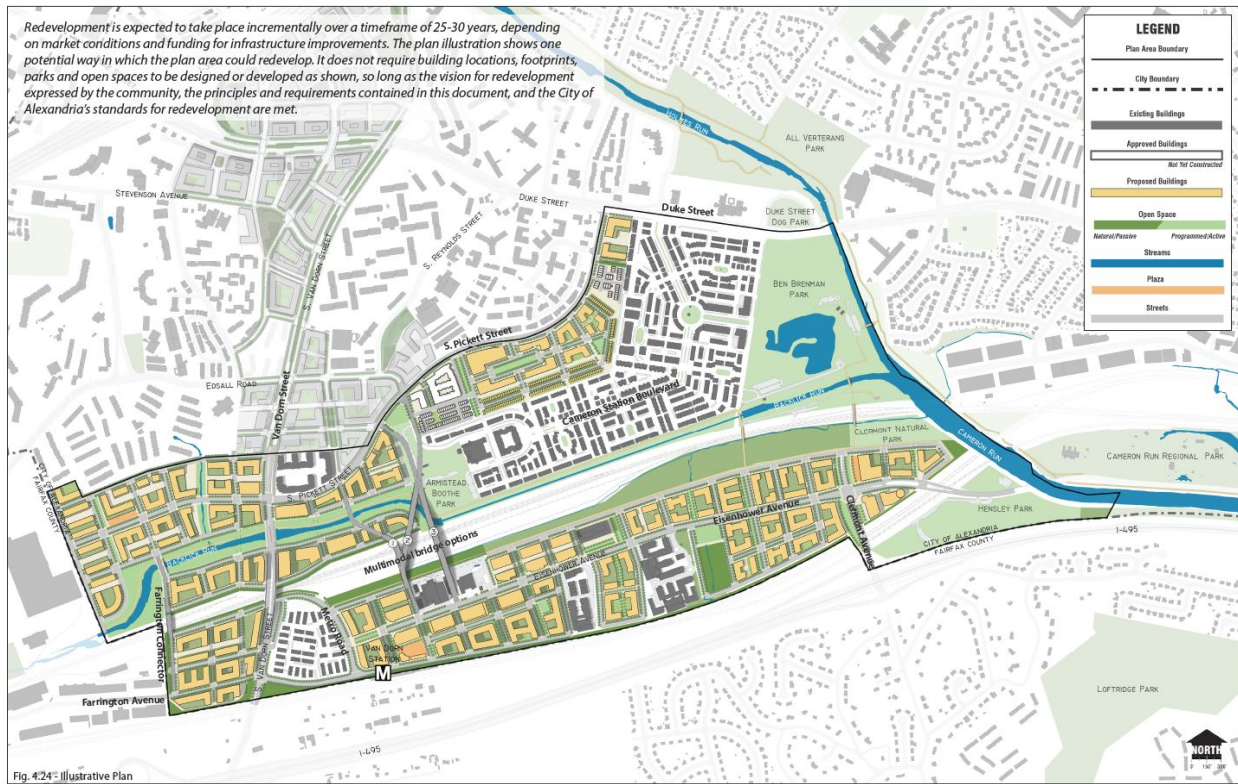 Redevelopment is expected to take place incrementally over a timeframe of 25-30 years, depending
on market conditions and funding for infrastructure improvements. The plan illustration shows one
potential way in which the plan area could redevelop. It does not require building locations, footprints,
parks and open spaces to be designed or developed as shown, so long as the vision for redevelopment
expressed by the community, the principles and requirements contained in this document, and the City of
Alexandria's standards for redevelopment are met.
LEGEND
Plan Area Boundary
City Boundary
Existing Buildings
Approved Buildings
Not Yet Constructed
Proposed Buildings
Open Space
Natural/Passive
Programmed/Active
Streams
Plaza
Streets
HOLMES RUN
ALL VERTERANS
PARK
STEVENSON AVENUE
DUKE STREET
Duke Street
DUKE STREET
DOG PARK
S. REYNOLDS STREET
S. VAN DORN STREET
BEN BRENMAN
PARK
S. Pickett Street
EDSALL ROAD
Van Dorn Street
Cameron Station Boulevard
BACKLICK RUN
CLERMONT NATURAL
PARK
CAMERON RUN
CAMERON RUN REGIONAL PARK
CITY OF ALEXANDRIA
FAIRFAX COUNTY
S. PICKETT STREET
ARMISTEAD
BOOTHE
PARK
HENSLEY PARK
Eisenhower Avenue
Clermont Avenue
CITY OF ALEXANDRIA
FAIRFAX COUNTY
I-495
BACKLICK RUN
1
2
3
Multimodal bridge options
EISENHOWER AVENUE
Farrington Connector
Metro Road
S. VAN DORN STREET
VAN DORN
STATION
M
Farrington Avenue
LOFTRIDGE PARK
I-495
NORTH
Fig. 4.24 - Illustrative Plan